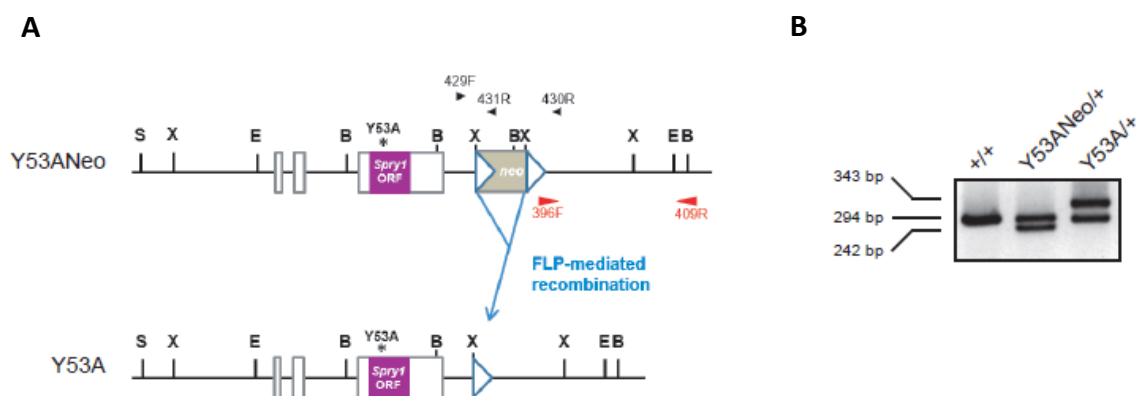 A
B
429F
431R
430R
S X E B Y53A B X B X X E B
*
Y53ANeo
Spry1
ORF
neo
396F
409R
FLP-mediated
recombination
S X E B Y53A B X X E B
*
Y53A
Spry1
ORF
+/+
Y53ANeo/+
Y53A/+
343 bp
294 bp
242 bp